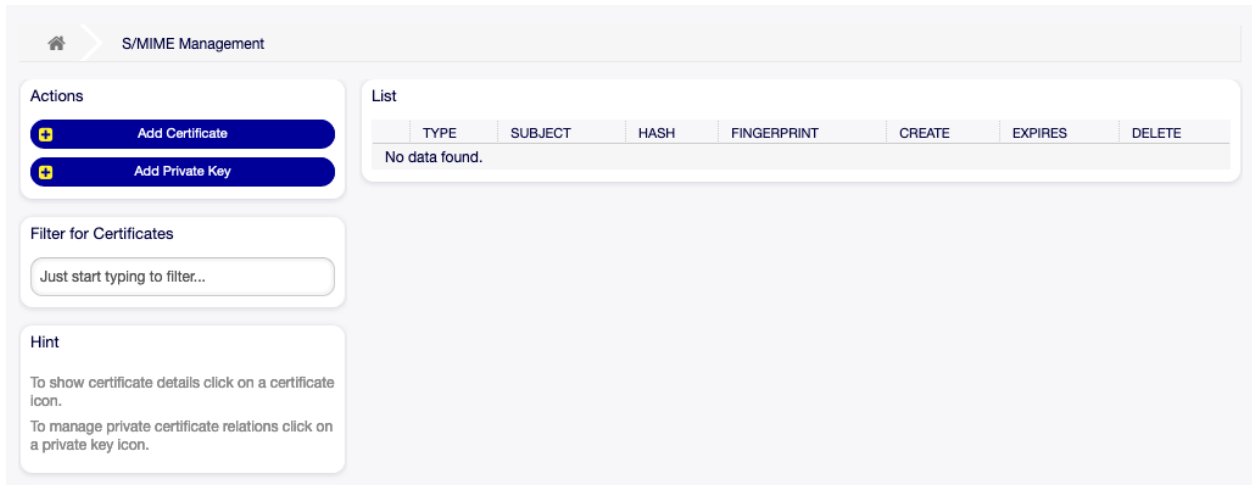 S/MIME Management
Actions
Add Certificate
Add Private Key
Filter for Certificates
Just start typing to filter...
Hint
To show certificate details click on a certificate
icon.
To manage private certificate relations click on
a private key icon.
List
TYPE SUBJECT HASH FINGERPRINT CREATE EXPIRES DELETE
No data found.